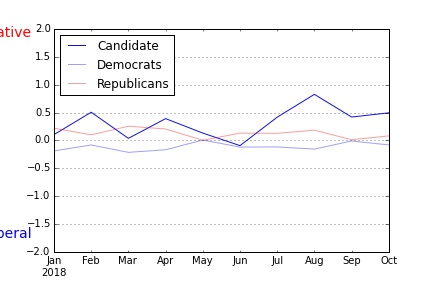 2.0
ative
1.5
1.0
0.5
0.0
−0.5
−1.0
−1.5
beral
−2.0
Candidate
Democrats
Republicans
Jan Feb Mar Apr May Jun Jul Aug Sep Oct
2018